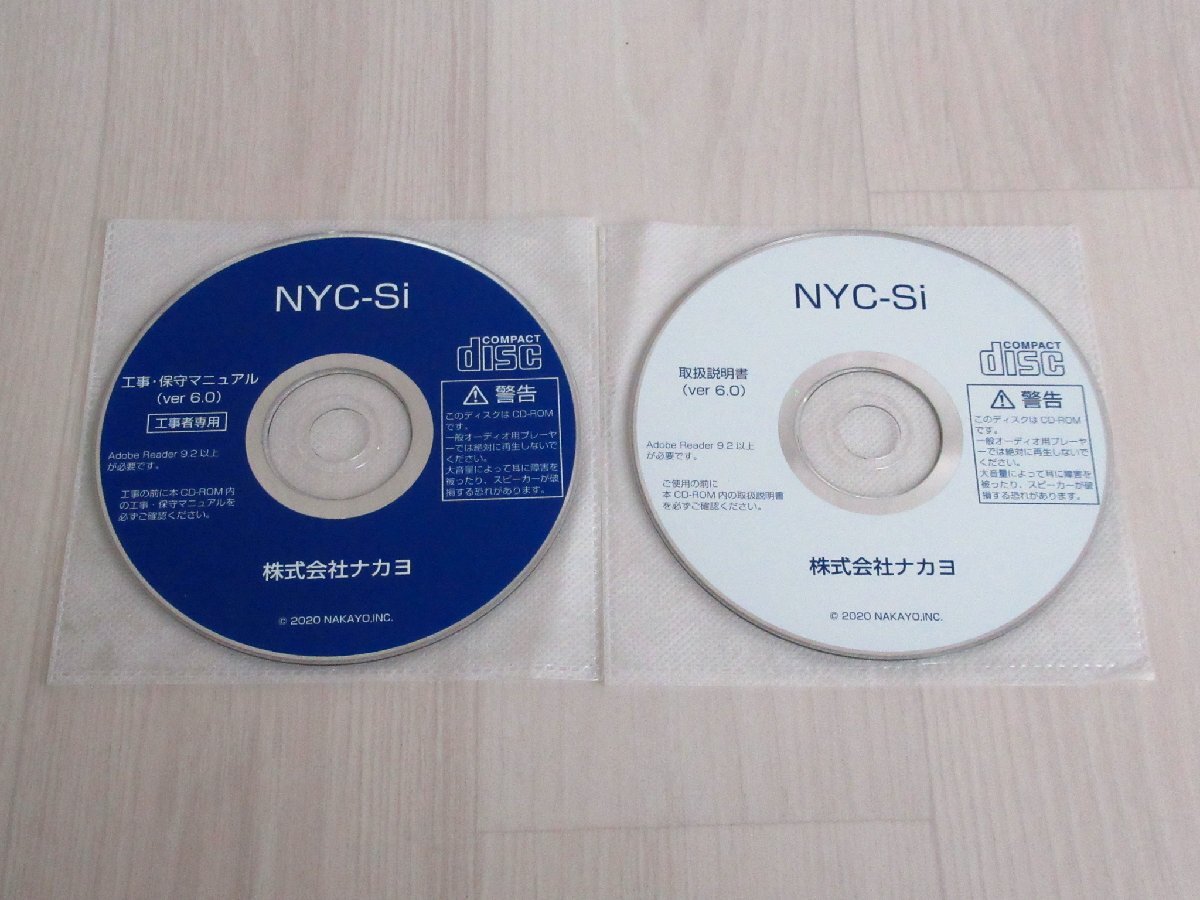 NYC-Si
COMPACT
disc
工事・保守マニュアル
(ver 6.0)
工事者専用
Adobe Reader 9.2 以上
が必要です。
工事の前に本 CD-ROM 内
の工事・保守マニュアルを
必ずご確認ください。
警告
このディスクは CD-ROM
です。
一般オーディオ用プレーヤ
ーでは絶対に再生しないで
ください。
大音量によって耳に障害を
被ったり、スピーカーが破
損する恐れがあります。
株式会社ナカヨ
© 2020 NAKAYO.INC.
NYC-Si
COMPACT
disc
取扱説明書
(ver 6.0)
Adobe Reader 9.2 以上
が必要です。
ご使用の前に
本 CD-ROM 内の取扱説明書
を必ずご確認ください。
警告
このディスクは CD-ROM
です。
一般オーディオ用プレーヤ
ーでは絶対に再生しないで
ください。
大音量によって耳に障害を
被ったり、スピーカーが破
損する恐れがあります。
株式会社ナカヨ
© 2020 NAKAYO.INC.